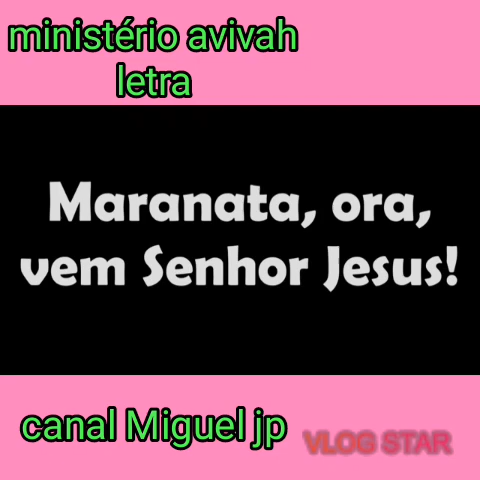 ministério avivah
letra
Maranata, ora,
vem Senhor Jesus!
canal Miguel jp
VLOG STAR